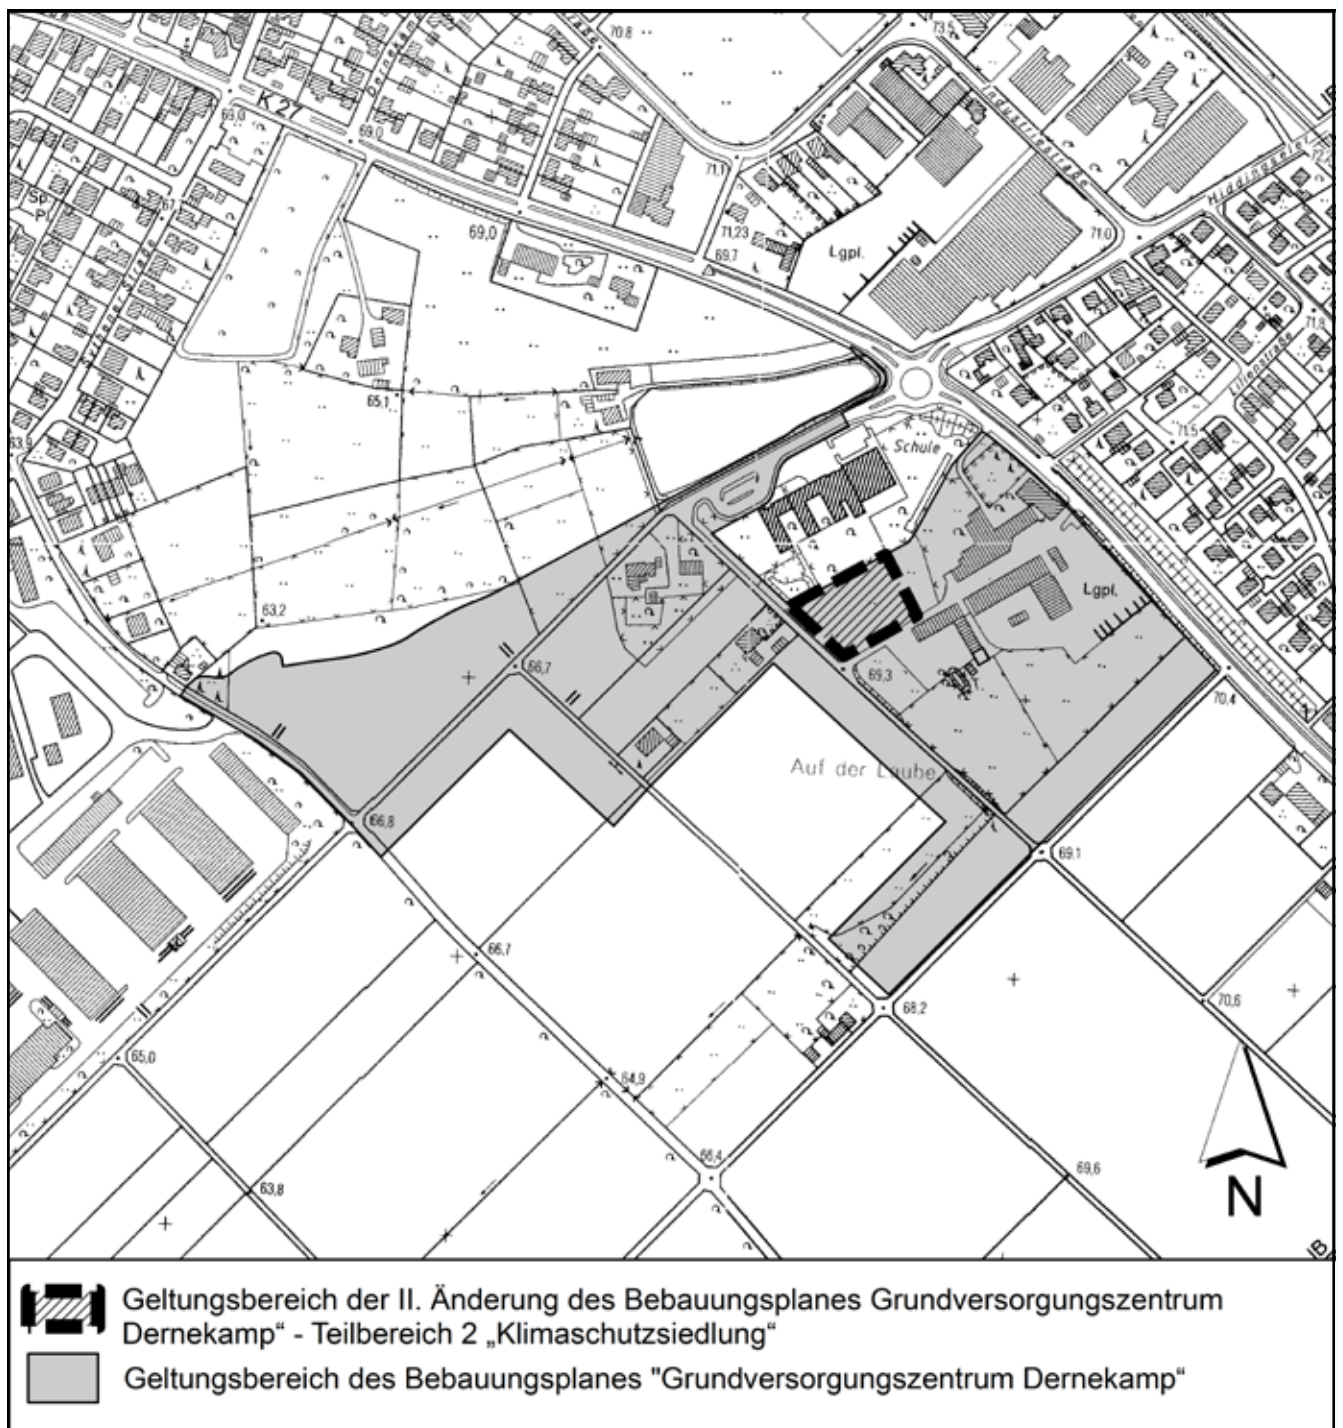 70.8
73,5
K 27
69,0
69,0
Industriestraße
71,1
Sp.
P.
69,0
71,23
69,7
Lgpl.
71,0
71,8
Lilienstraße
65,1
63,9
71,5
Schule
63,2
Lgpl.
66,7
69,3
70,4
Auf der Laube
66,8
69,1
66,7
70,6
68,2
65,0
64,9
66,4
69,6
63,8
N
Geltungsbereich der II. Änderung des Bebauungsplanes Grundversorgungszentrum
Dernekamp“ - Teilbereich 2 „Klimaschutzsiedlung“
Geltungsbereich des Bebauungsplanes "Grundversorgungszentrum Dernekamp“